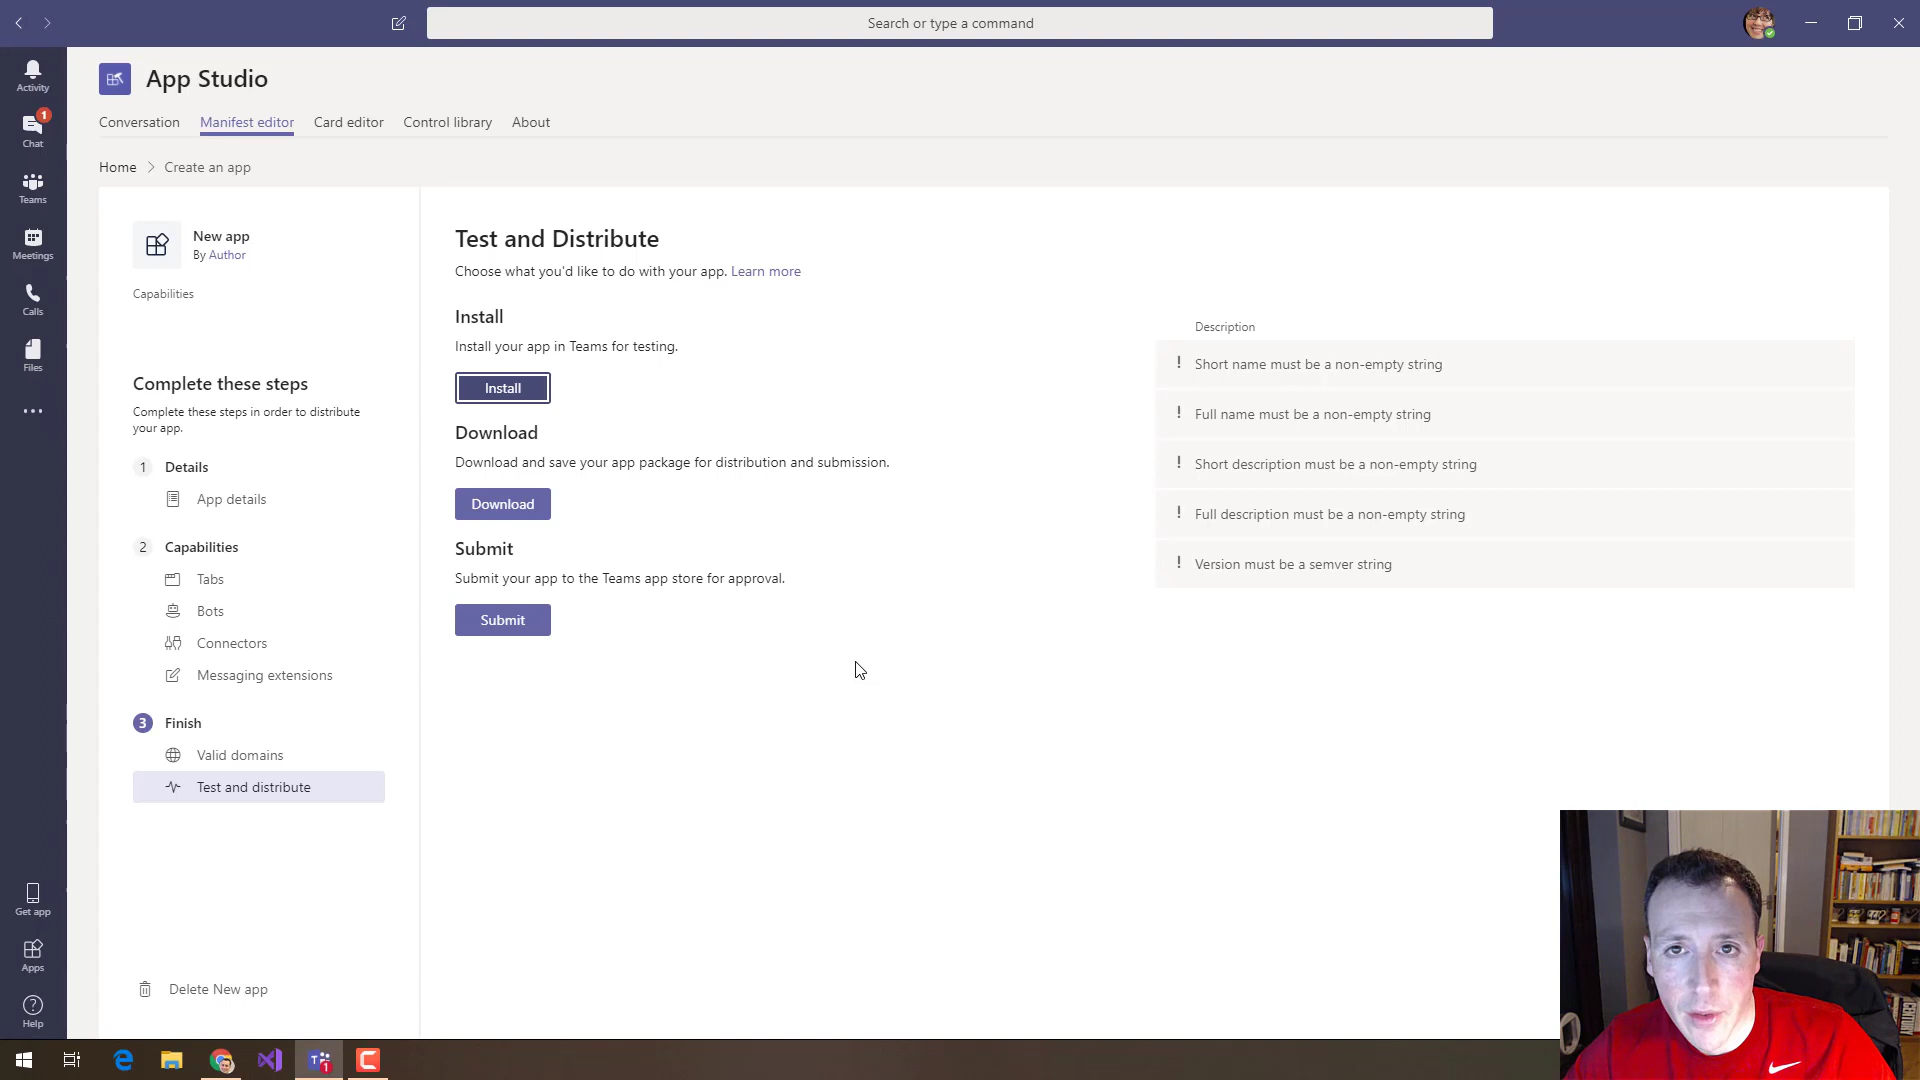 Search or type a command
Activity
1
Chat
Teams
Meetings
Calls
Files
Get app
Apps
Help
App Studio
Conversation
Manifest editor
Card editor
Control library
About
Home
Create an app
New app
By Author
Capabilities
Complete these steps
Complete these steps in order to distribute
your app.
1 Details
App details
2 Capabilities
Tabs
Bots
Connectors
Messaging extensions
3 Finish
Valid domains
Test and distribute
Delete New app
Test and Distribute
Choose what you'd like to do with your app. Learn more
Install
Install your app in Teams for testing.
Install
Download
Download and save your app package for distribution and submission.
Download
Submit
Submit your app to the Teams app store for approval.
Submit
Description
! Short name must be a non-empty string
! Full name must be a non-empty string
! Short description must be a non-empty string
! Full description must be a non-empty string
! Version must be a semver string
1